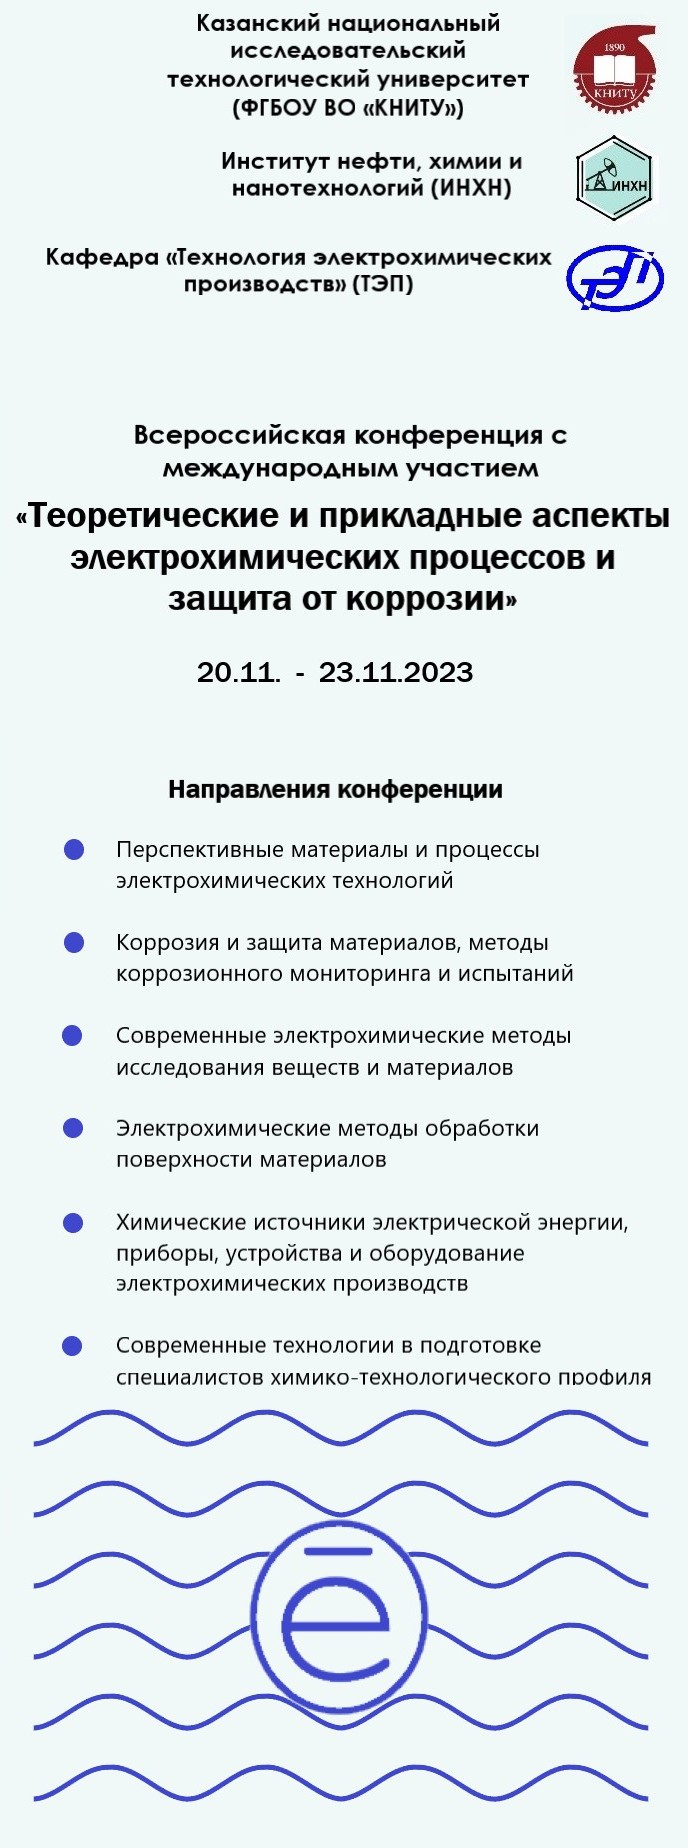 Казанский национальный
исследовательский
технологический университет
(ФГБОУ ВО «КНИТУ»)
1890
КНИТУ
Институт нефти, химии и
нанотехнологий (ИНХН)
ИНХН
Кафедра «Технология электрохимических
производств» (ТЭП)
ТЭП
Всероссийская конференция с
международным участием
«Теоретические и прикладные аспекты
электрохимических процессов и
защита от коррозии»
20.11. - 23.11.2023
Направления конференции
Перспективные материалы и процессы
электрохимических технологий
Коррозия и защита материалов, методы
коррозионного мониторинга и испытаний
Современные электрохимические методы
исследования веществ и материалов
Электрохимические методы обработки
поверхности материалов
Химические источники электрической энергии,
приборы, устройства и оборудование
электрохимических производств
Современные технологии в подготовке
специалистов химико-технологического профиля
ē